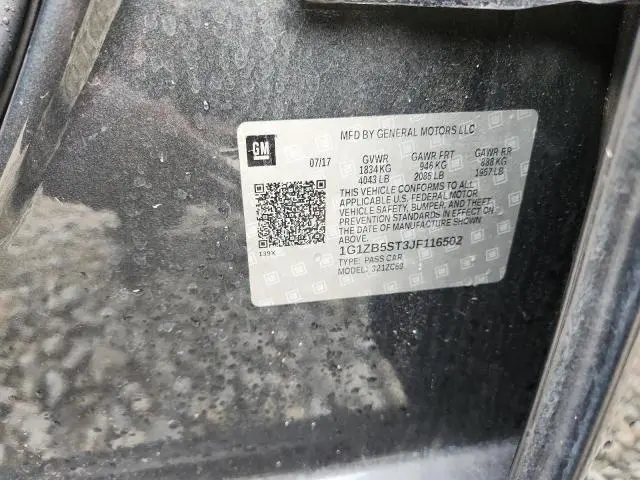 MFD BY GENERAL MOTORS LLC
GM
07/17 GVWR GAWR FRT GAWR RR
1834 KG 946 KG 888 KG
4043 LB 2085 LB 1957 LB
THIS VEHICLE CONFORMS TO ALL
APPLICABLE U.S. FEDERAL MOTOR
VEHICLE SAFETY, BUMPER, AND THEFT
PREVENTION STANDARDS IN EFFECT
ON THE DATE OF MANUFACTURE SHOWN
ABOVE.
139X
1G1ZB5ST3JF116502
TYPE: PASS CAR
MODEL: 321ZC69